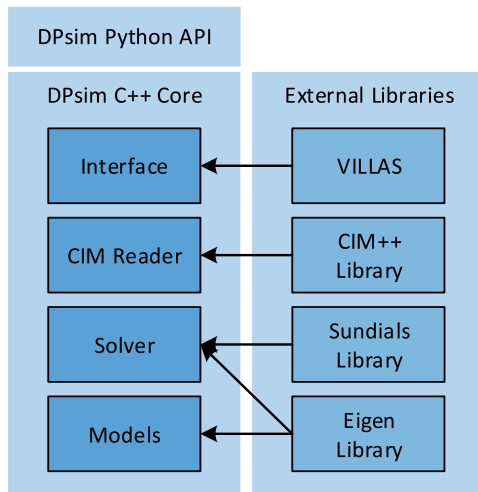 DPsim Python API
DPsim C++ Core
External Libraries
Interface
VILLAS
CIM Reader
CIM++
Library
Solver
Sundials
Library
Models
Eigen
Library